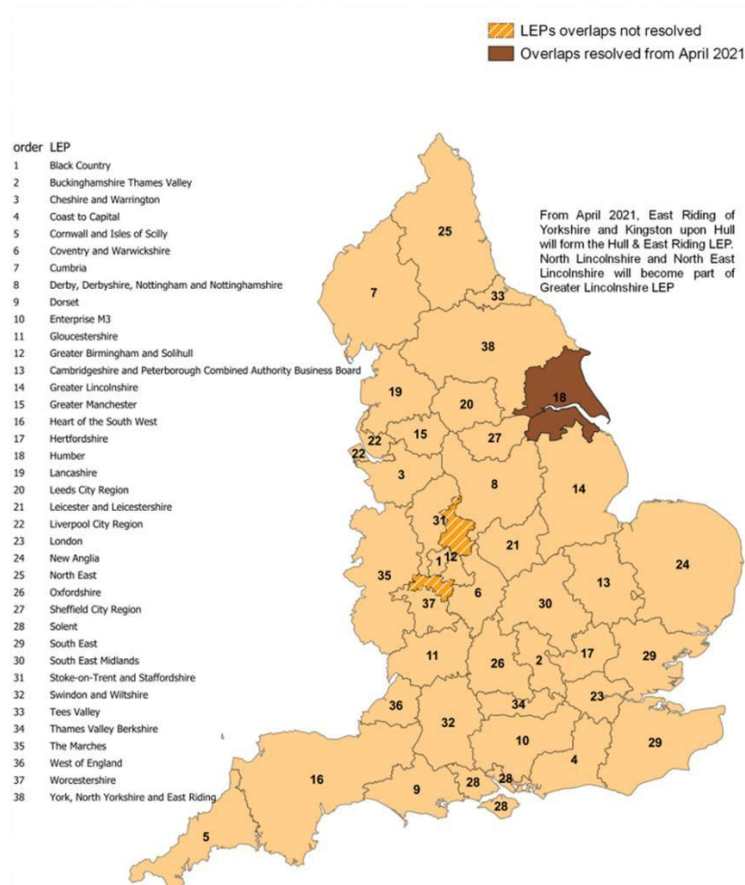 LEPs overlaps not resolved
Overlaps resolved from April 2021
order LEP
1 Black Country
2 Buckinghamshire Thames Valley
3 Cheshire and Warrington
4 Coast to Capital
5 Cornwall and Isles of Scilly
6 Coventry and Warwickshire
7 Cumbria
8 Derby, Derbyshire, Nottingham and Nottinghamshire
9 Dorset
10 Enterprise M3
11 Gloucestershire
12 Greater Birmingham and Solihull
13 Cambridgeshire and Peterborough Combined Authority Business Board
14 Greater Lincolnshire
15 Greater Manchester
16 Heart of the South West
17 Hertfordshire
18 Humber
19 Lancashire
20 Leeds City Region
21 Leicester and Leicestershire
22 Liverpool City Region
23 London
24 New Anglia
25 North East
26 Oxfordshire
27 Sheffield City Region
28 Solent
29 South East
30 South East Midlands
31 Stoke-on-Trent and Staffordshire
32 Swindon and Wiltshire
33 Tees Valley
34 Thames Valley Berkshire
35 The Marches
36 West of England
37 Worcestershire
38 York, North Yorkshire and East Riding
From April 2021, East Riding of
Yorkshire and Kingston upon Hull
will form the Hull & East Riding LEP.
North Lincolnshire and North East
Lincolnshire will become part of
Greater Lincolnshire LEP
25
7
33
38
18
19
20
22
15
27
22
3
8
14
31
21
1
12
24
35
13
6
37
30
11
26
2
17
29
23
36
34
32
10
29
4
16
9
28
28
28
5